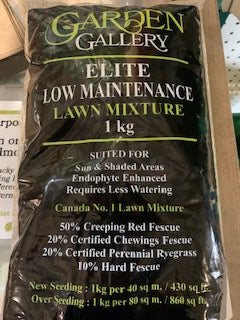 GARDEN
GALLERY
ELITE
LOW MAINTENANCE
LAWN MIXTURE
1 kg
SUITED FOR
Sun & Shaded Areas
Endophyte Enhanced
Requires Less Watering
Canada No. 1 Lawn Mixture
50% Creeping Red Fescue
20% Certified Chewings Fescue
20% Certified Perennial Ryegrass
10% Hard Fescue
New Seeding : 1kg per 40 sq. m. / 430 sq. ft.
Over Seeding : 1 kg per 80 sq. m. / 860 sq. ft.